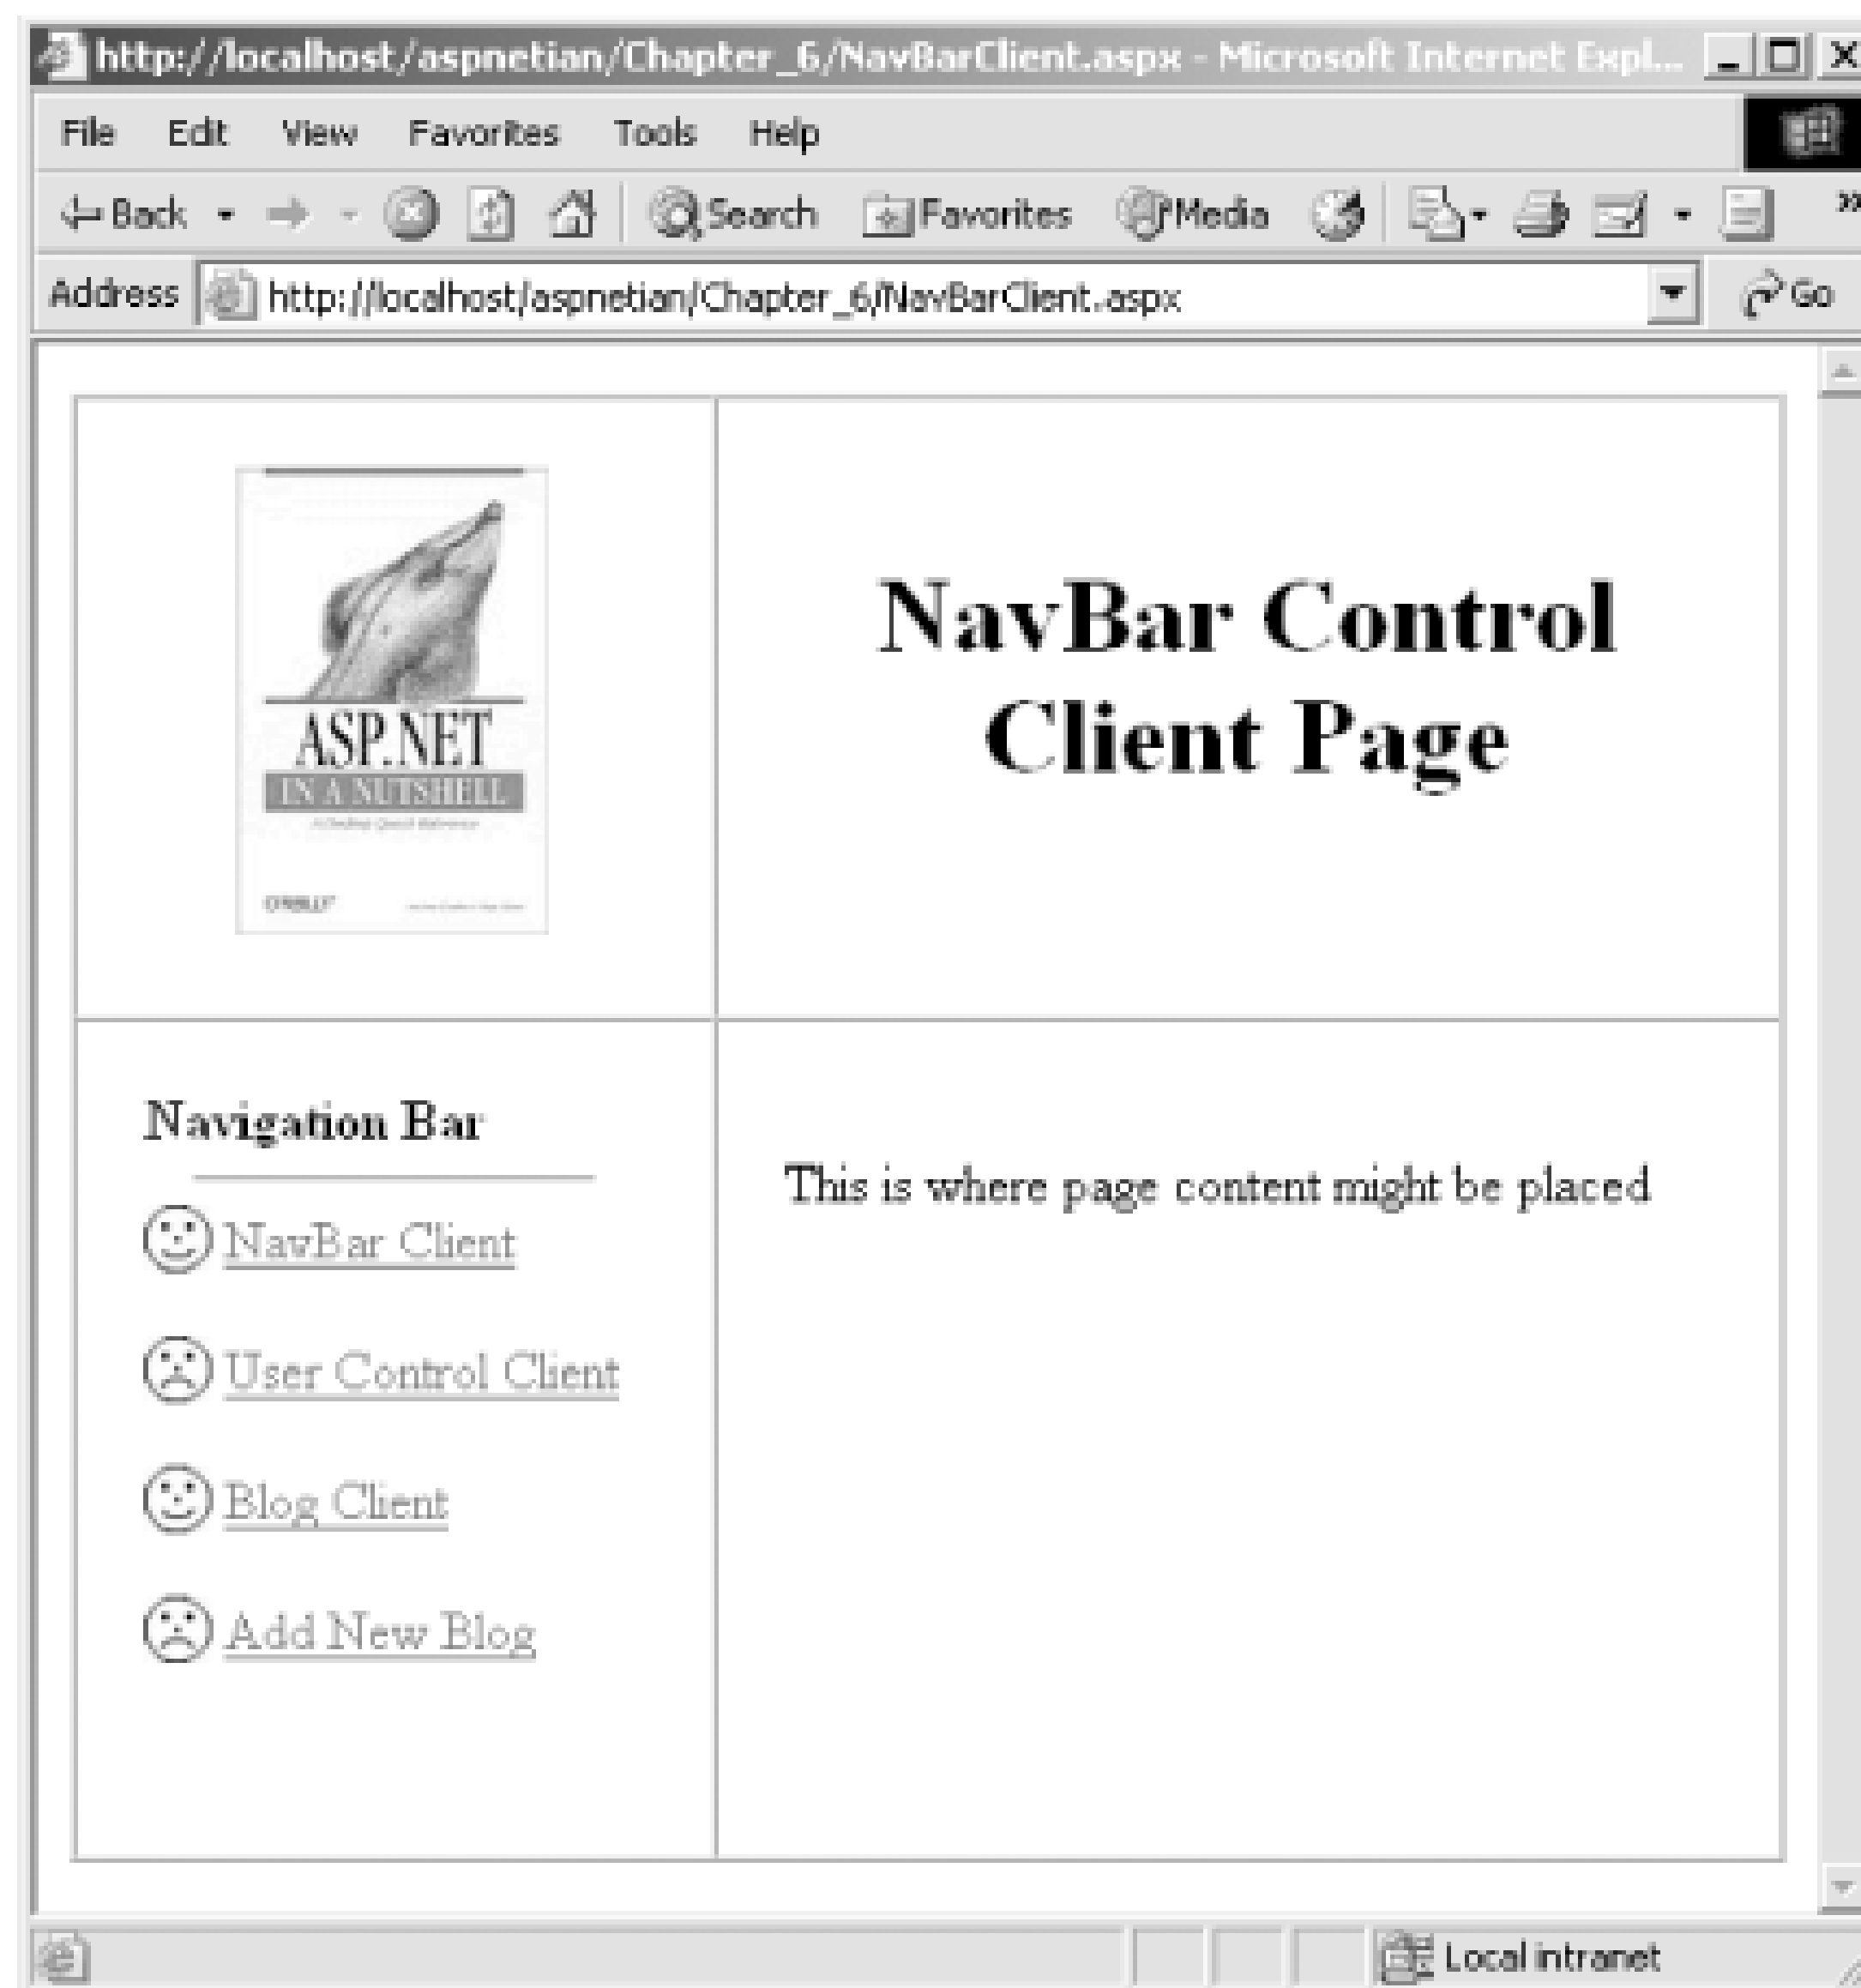 http://localhost/aspnetian/Chapter_6/NavBarClient.aspx - Microsoft Internet Expl...
File Edit View Favorites Tools Help
Back Search Favorites Media »
Address http://localhost/aspnetian/Chapter_6/NavBarClient.aspx Go
ASP.NET
IN A NUTSHELL
O'REILLY
NavBar Control
Client Page
Navigation Bar
NavBar Client
User Control Client
Blog Client
Add New Blog
This is where page content might be placed
Local intranet